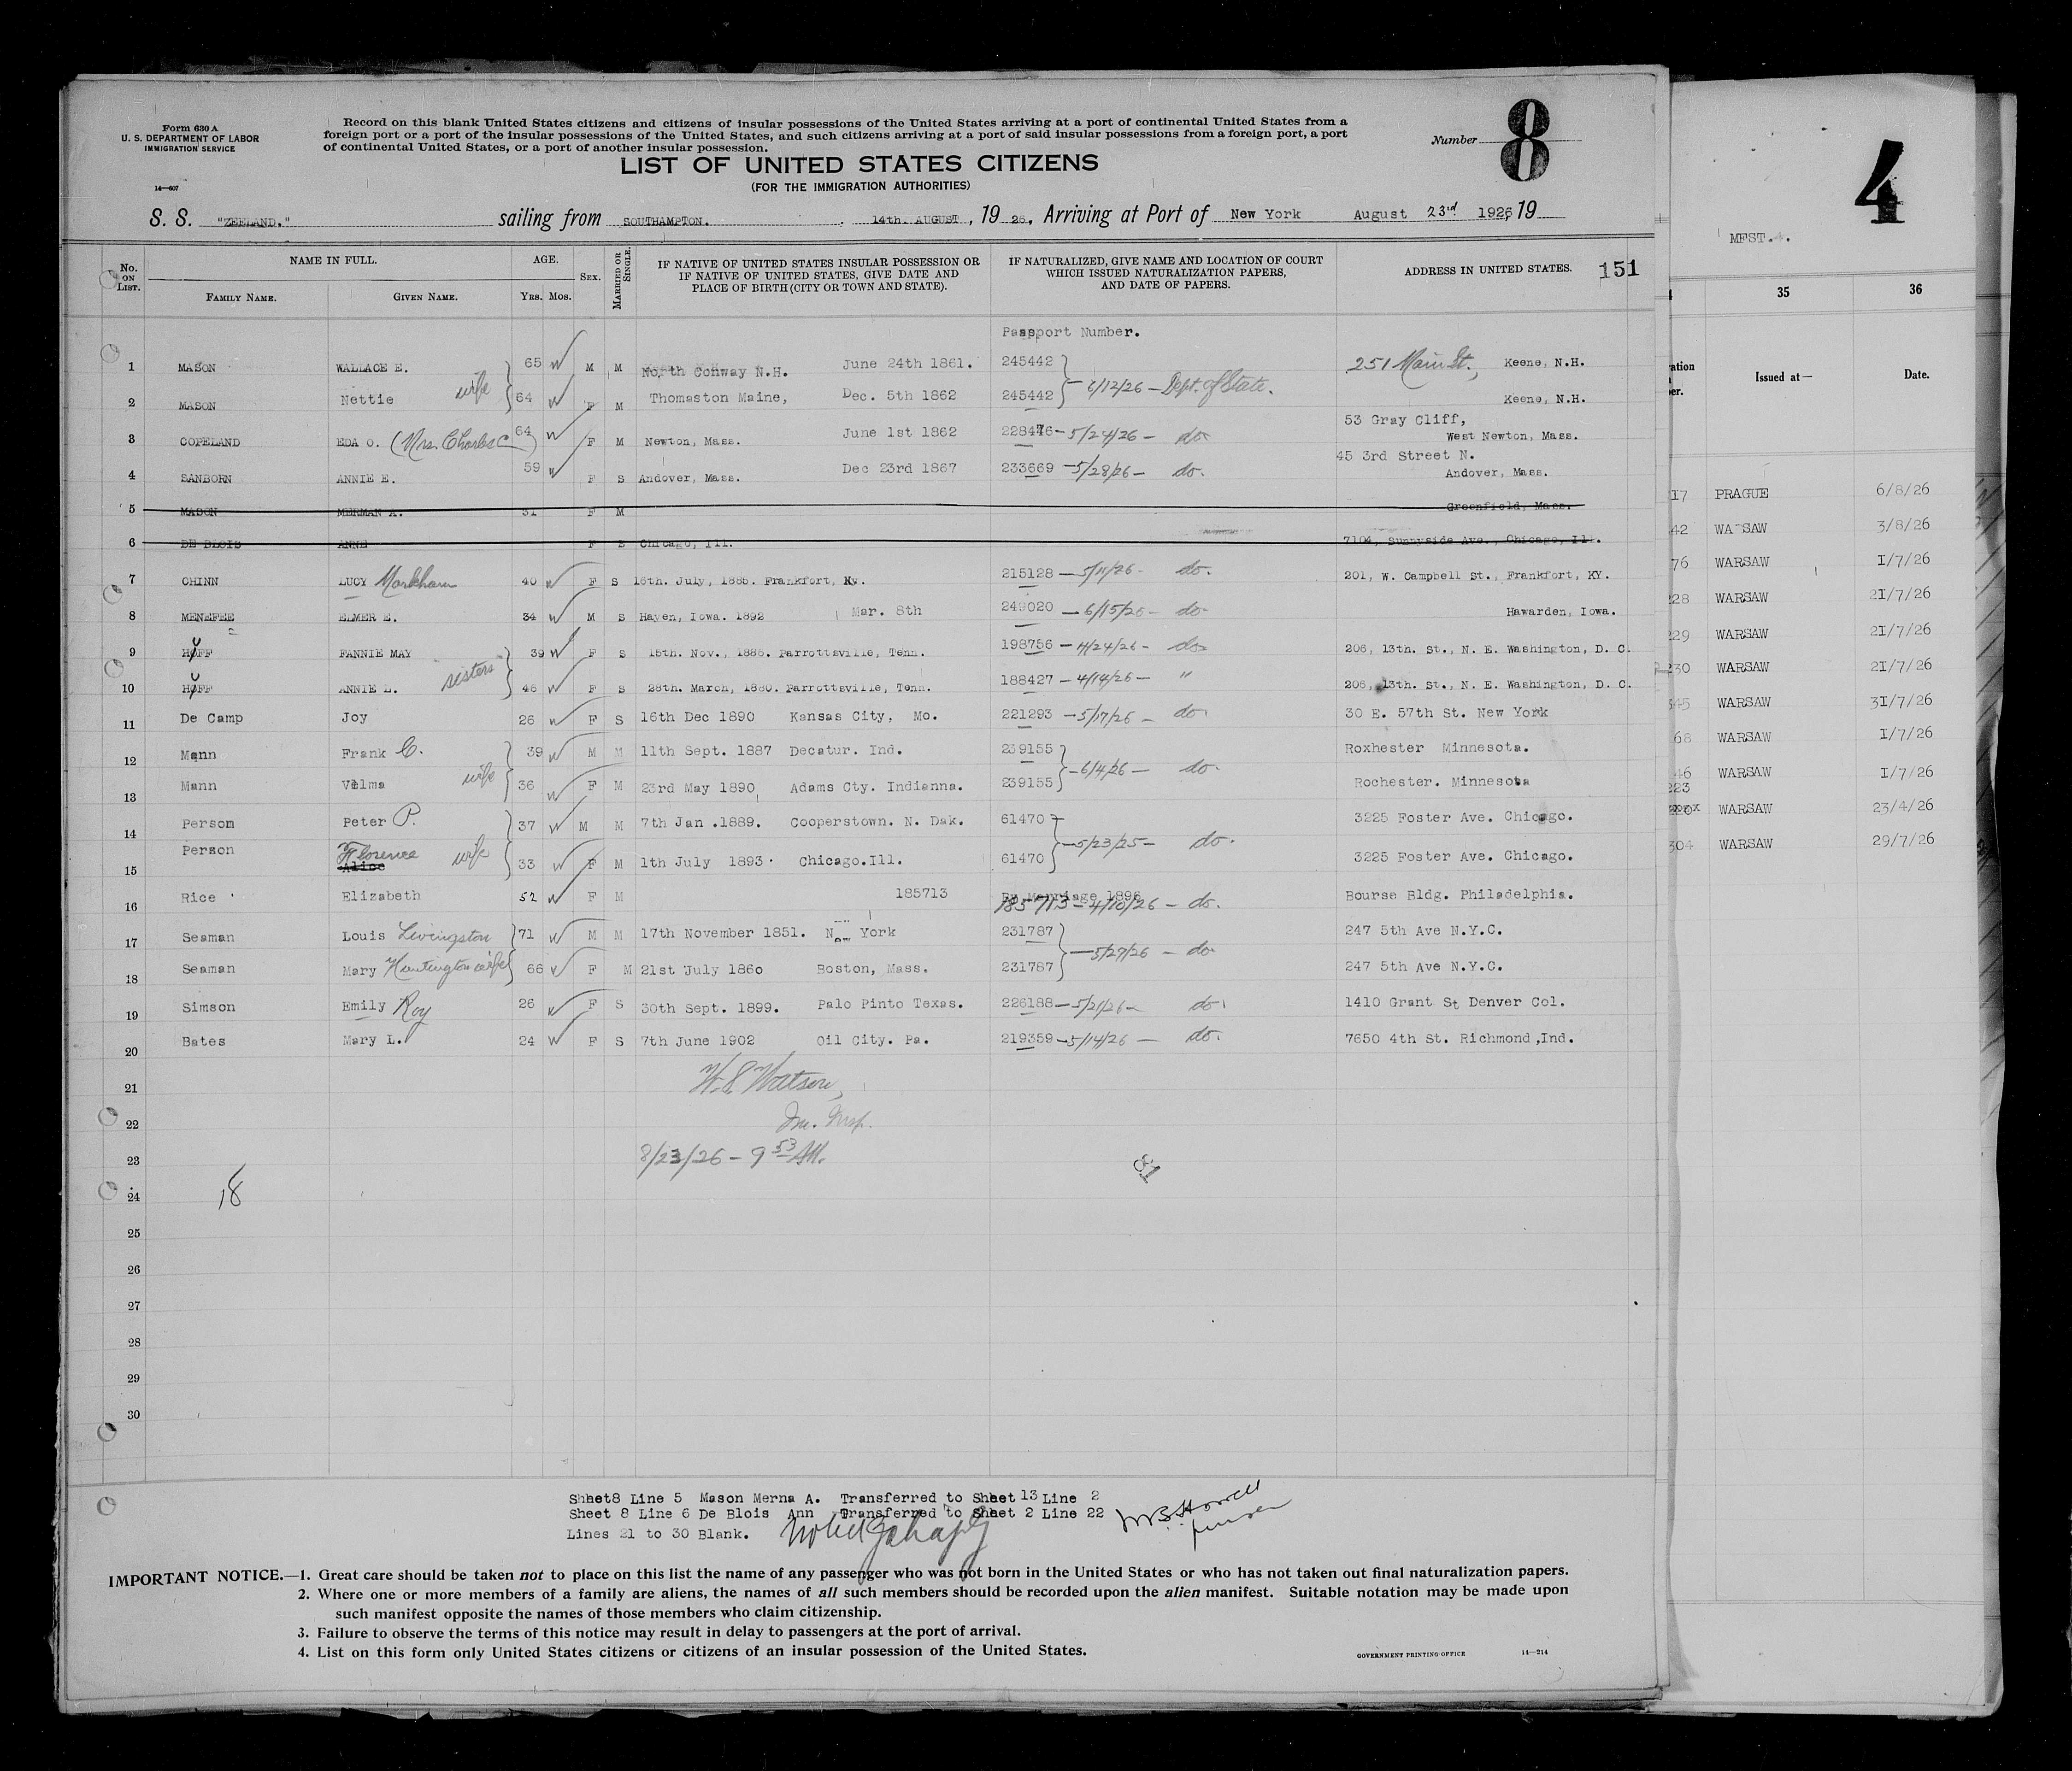 Form 630 A
U. S. DEPARTMENT OF LABOR
IMMIGRATION SERVICE
14—607
Record on this blank United States citizens and citizens of insular possessions of the United States arriving at a port of continental United States from a
foreign port or a port of the insular possessions of the United States, and such citizens arriving at a port of said insular possessions from a foreign port, a port
of continental United States, or a port of another insular possession.
Number 8
LIST OF UNITED STATES CITIZENS
(FOR THE IMMIGRATION AUTHORITIES)
S. S. "ZEELAND." sailing from SOUTHAMPTON. 14th. AUGUST, 19 26, Arriving at Port of New York August 23rd 1926, 19
No. ON LIST. NAME IN FULL. AGE. SEX. MARRIED OR SINGLE. IF NATIVE OF UNITED STATES INSULAR POSSESSION OR IF NATIVE OF UNITED STATES, GIVE DATE AND PLACE OF BIRTH (CITY OR TOWN AND STATE). IF NATURALIZED, GIVE NAME AND LOCATION OF COURT WHICH ISSUED NATURALIZATION PAPERS, AND DATE OF PAPERS. ADDRESS IN UNITED STATES. 151
FAMILY NAME. GIVEN NAME. Yrs. Mos.
Passport Number.
1 MASON WALLACE E. 65 M M North Conway N.H. June 24th 1861. 245442 251 Main St., Keene, N.H.
2 MASON Nettie wife 64 F M Thomaston Maine, Dec. 5th 1862 245442 — 6/12/26 — Dept. of State. Keene, N.H.
3 COPELAND EDA O. (Mrs. Charles C) 64 F M Newton, Mass. June 1st 1862 228476 - 5/24/26 - do. 53 Gray Cliff, West Newton, Mass.
4 SANBORN ANNIE E. 59 F S Andover, Mass. Dec 23rd 1867 233669 - 5/28/26 - do. 45 3rd Street N. Andover, Mass.
5 MASON MERMAN A. 31 F M Greenfield, Mass.
6 DE BLOIS ANNE F S Chicago, Ill. 7104, Sunnyside Ave., Chicago, Ill.
7 CHINN LUCY Markham 40 F S 16th. July, 1885. Frankfort, Ky. 215128 - 5/11/26 - do. 201, W. Campbell St., Frankfort, KY.
8 MENEFEE ELMER E. 34 M S Hayen, Iowa. 1892 Mar. 8th 249020 - 6/15/26 - do. Hawarden, Iowa.
9 HUFF FANNIE MAY 39 F S 15th. Nov., 1886. Parrottsville, Tenn. 198756 - 4/24/26 - do. 206, 13th. St., N. E. Washington, D. C.
sisters
10 HUFF ANNIE L. 46 F S 28th. March, 1880. Parrottsville, Tenn. 188427 - 4/14/26 - " 206, 13th. St., N. E. Washington, D. C.
11 De Camp Joy 26 F S 16th Dec 1890 Kansas City, Mo. 221293 - 5/17/26 - do. 30 E. 57th St. New York
12 Mann Frank C. 39 M M 11th Sept. 1887 Decatur. Ind. 239155 Roxhester Minnesota.
13 Mann Velma wife 36 F M 23rd May 1890 Adams Cty. Indianna. 239155 - 6/4/26 - do. Rochester. Minnesota
14 Person Peter P. 37 M M 7th Jan .1889. Cooperstown. N. Dak. 61470 3225 Foster Ave. Chicago.
15 Person Florence Alice wife 33 F M 1th July 1893. Chicago.Ill. 61470 - 5/23/25 - do. 3225 Foster Ave. Chicago.
16 Rice Elizabeth 52 F M 185713 By Marriage 1896 185713 - 4/10/26 - do. Bourse Bldg. Philadelphia.
17 Seaman Louis Livingston 71 M M 17th November 1851. New York 231787 247 5th Ave N.Y.C.
18 Seaman Mary Huntington wife 66 F M 21st July 1860 Boston, Mass. 231787 - 5/27/26 - do. 247 5th Ave N.Y.C.
19 Simson Emily Roy 26 F S 30th Sept. 1899. Palo Pinto Texas. 226188 - 5/21/26 - do. 1410 Grant St Denver Col.
20 Bates Mary L. 24 F S 7th June 1902 Oil City. Pa. 219359 - 5/14/26 - do. 7650 4th St. Richmond ,Ind.
21 W. S. Watson,
22 Im. Insp.
23 8/23/26 - 9 53 AM.
24 18
25
26
27
28
29
30
Shhet8 Line 5 Mason Merna A. Transferred to Sheet 13 Line 2
Sheet 8 Line 6 De Blois Ann Transferred to Sheet 2 Line 22
Lines 21 to 30 Blank.
IMPORTANT NOTICE.—1. Great care should be taken not to place on this list the name of any passenger who was not born in the United States or who has not taken out final naturalization papers.
2. Where one or more members of a family are aliens, the names of all such members should be recorded upon the alien manifest. Suitable notation may be made upon
such manifest opposite the names of those members who claim citizenship.
3. Failure to observe the terms of this notice may result in delay to passengers at the port of arrival.
4. List on this form only United States citizens or citizens of an insular possession of the United States.
GOVERNMENT PRINTING OFFICE 14—214
4
MFST.
35 36
Issued at— Date.
17 PRAGUE 6/8/26
42 WARSAW 3/8/26
76 WARSAW I/7/26
228 WARSAW 2I/7/26
229 WARSAW 2I/7/26
230 WARSAW 2I/7/26
345 WARSAW 3I/7/26
68 WARSAW I/7/26
46 WARSAW I/7/26
223
WARSAW 23/4/26
304 WARSAW 29/7/26